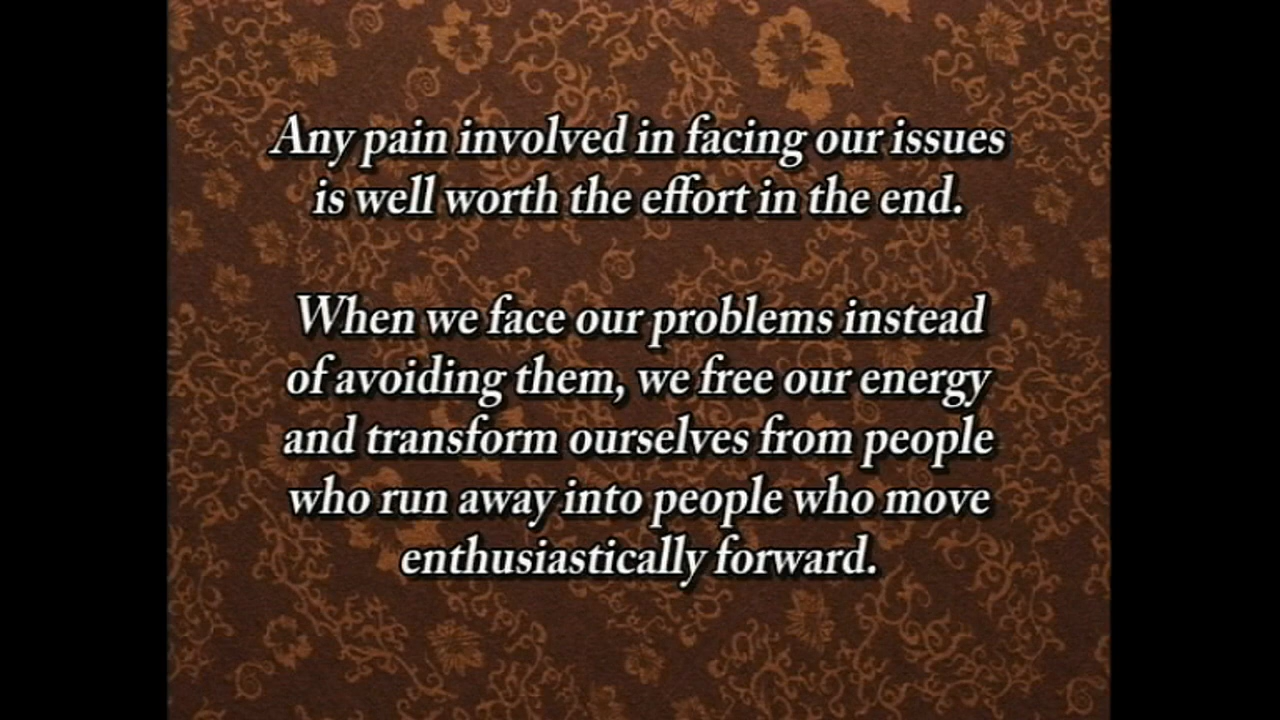 Any pain involved in facing our issues
is well worth the effort in the end.
When we face our problems instead
of avoiding them, we free our energy
and transform ourselves from people
who run away into people who move
enthusiastically forward.